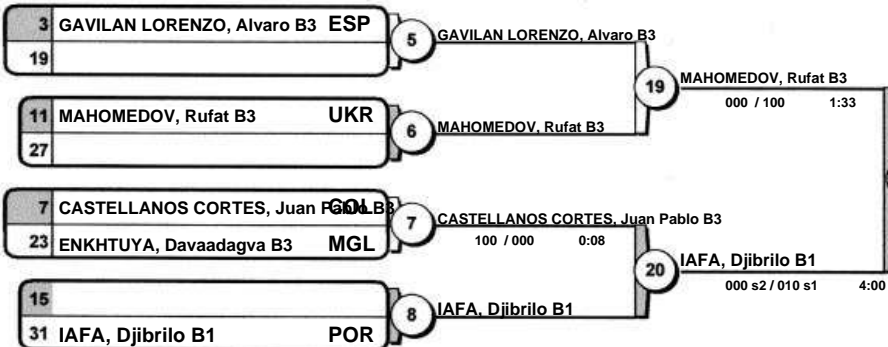 3 GAVILAN LORENZO, Alvaro B3 ESP
19
5
GAVILAN LORENZO, Alvaro B3
11 MAHOMEDOV, Rufat B3 UKR
27
6
MAHOMEDOV, Rufat B3
19
MAHOMEDOV, Rufat B3
000 / 100 1:33
7 CASTELLANOS CORTES, Juan Pablo B3 COL
23 ENKHTUYA, Davaadagva B3 MGL
7
CASTELLANOS CORTES, Juan Pablo B3
100 / 000 0:08
15
31 IAFA, Djibrilo B1 POR
8
IAFA, Djibrilo B1
20
IAFA, Djibrilo B1
000 s2 / 010 s1 4:00